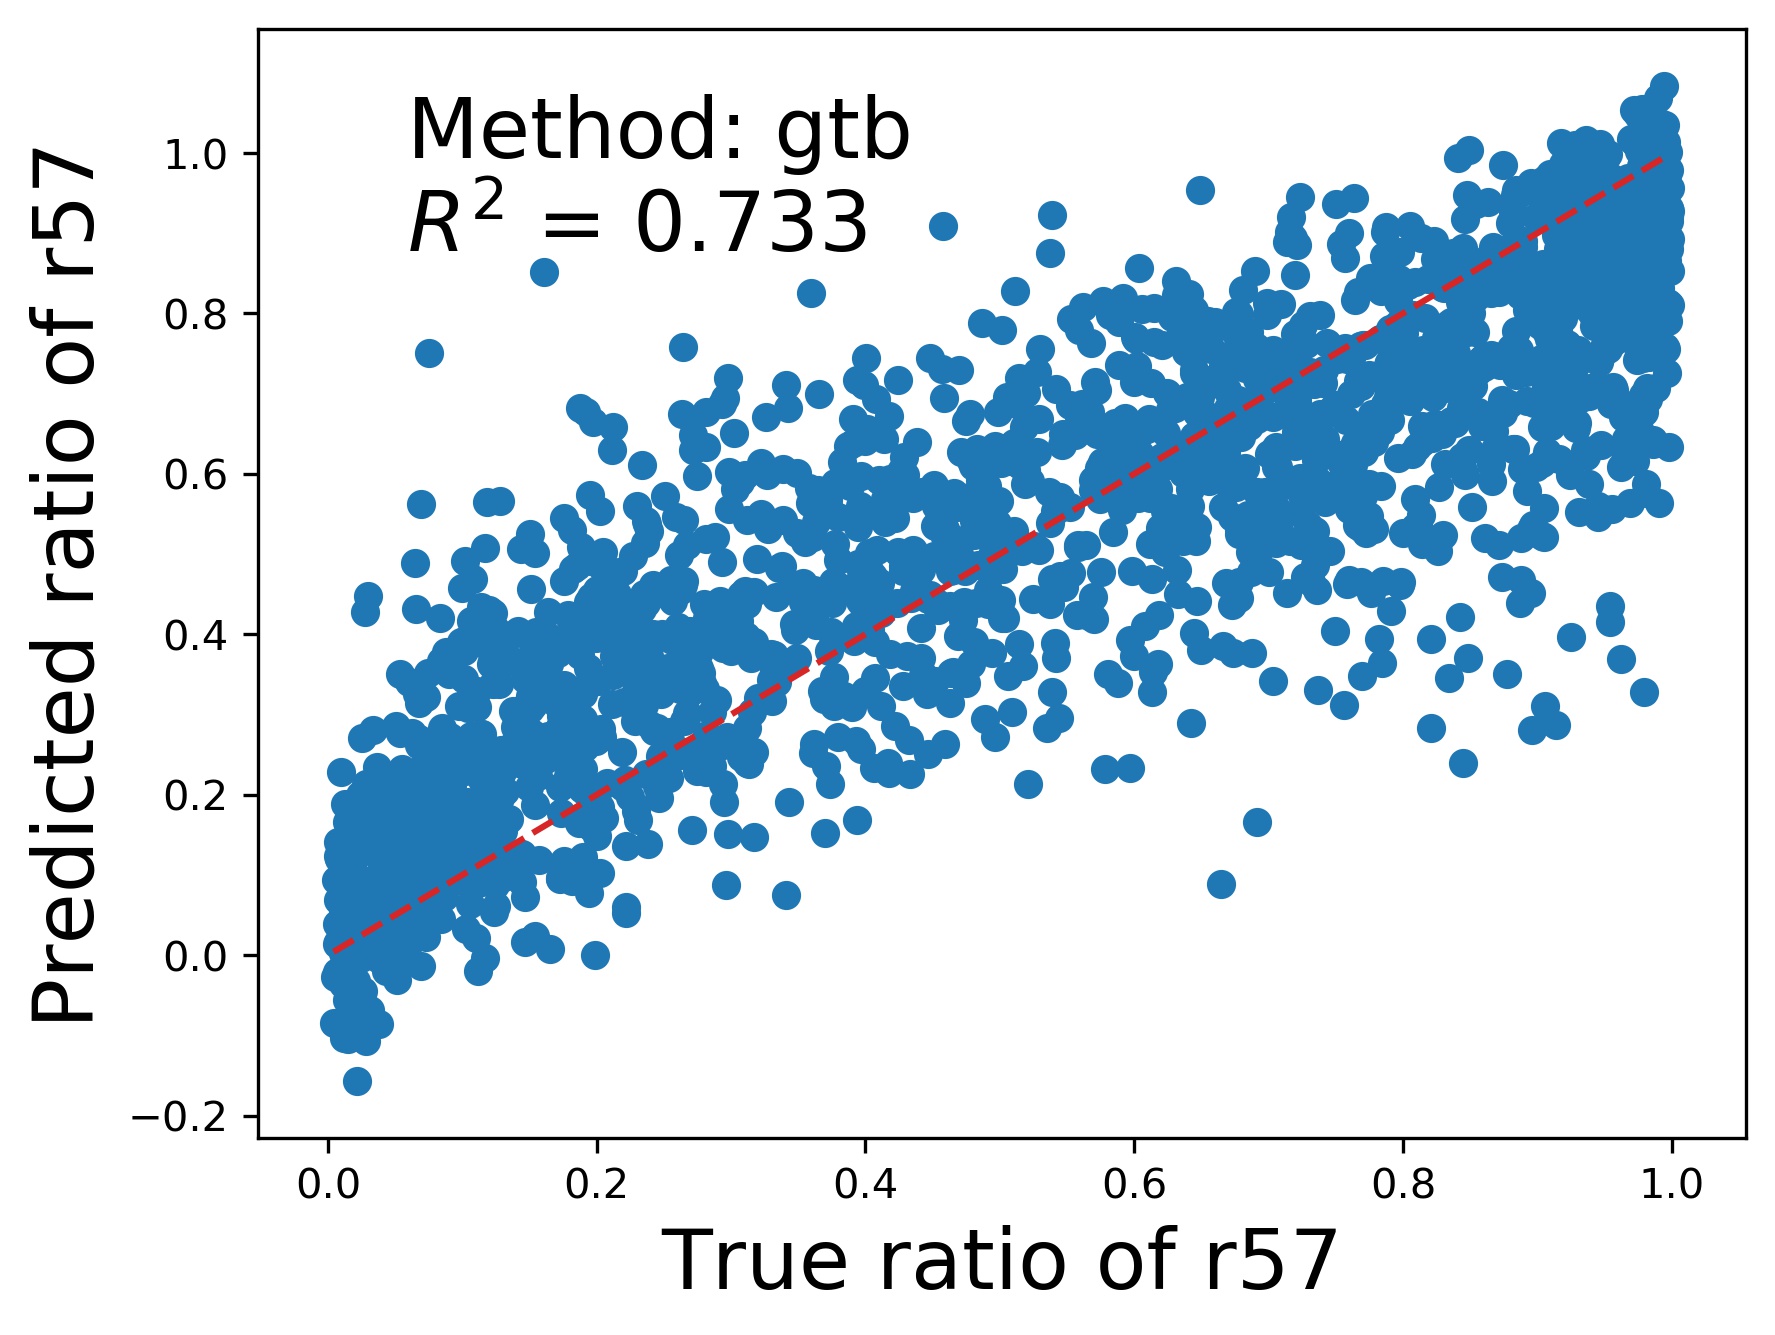 Method: gtb
R² = 0.733
Predicted ratio of r57
1.0
0.8
0.6
0.4
0.2
0.0
−0.2
0.0 0.2 0.4 0.6 0.8 1.0
True ratio of r57